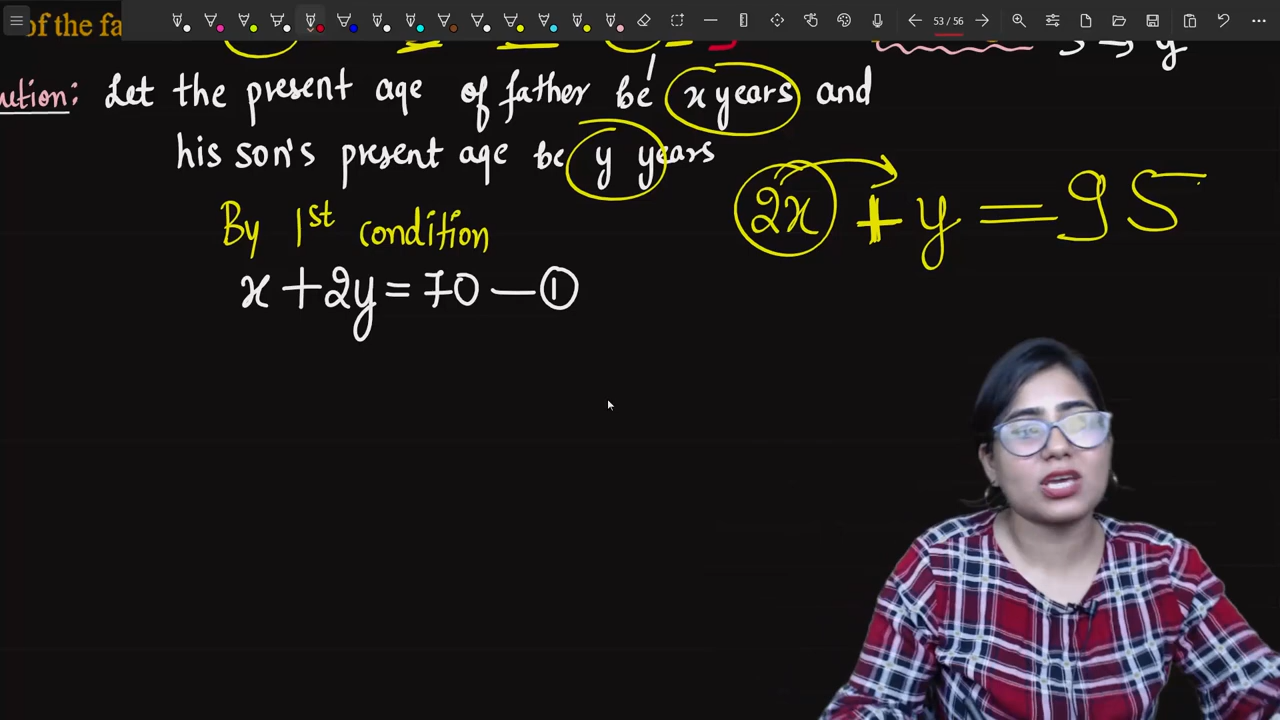 of the fa
53 / 56
ution: Let the present age of father be x years and
his son's present age be y years
2x + y = 95
By 1st condition
x + 2y = 70 — ①